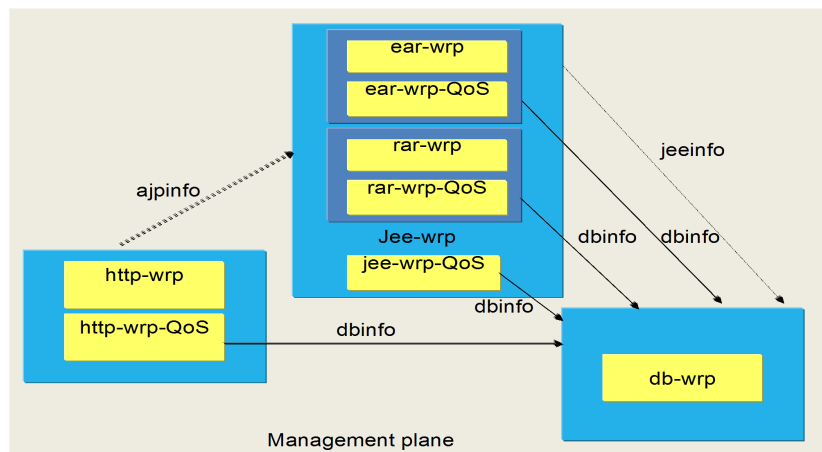 ear-wrp
ear-wrp-QoS
rar-wrp
rar-wrp-QoS
Jee-wrp
jee-wrp-QoS
jeeinfo
ajpinfo
dbinfo
dbinfo
dbinfo
http-wrp
http-wrp-QoS
dbinfo
db-wrp
Management plane